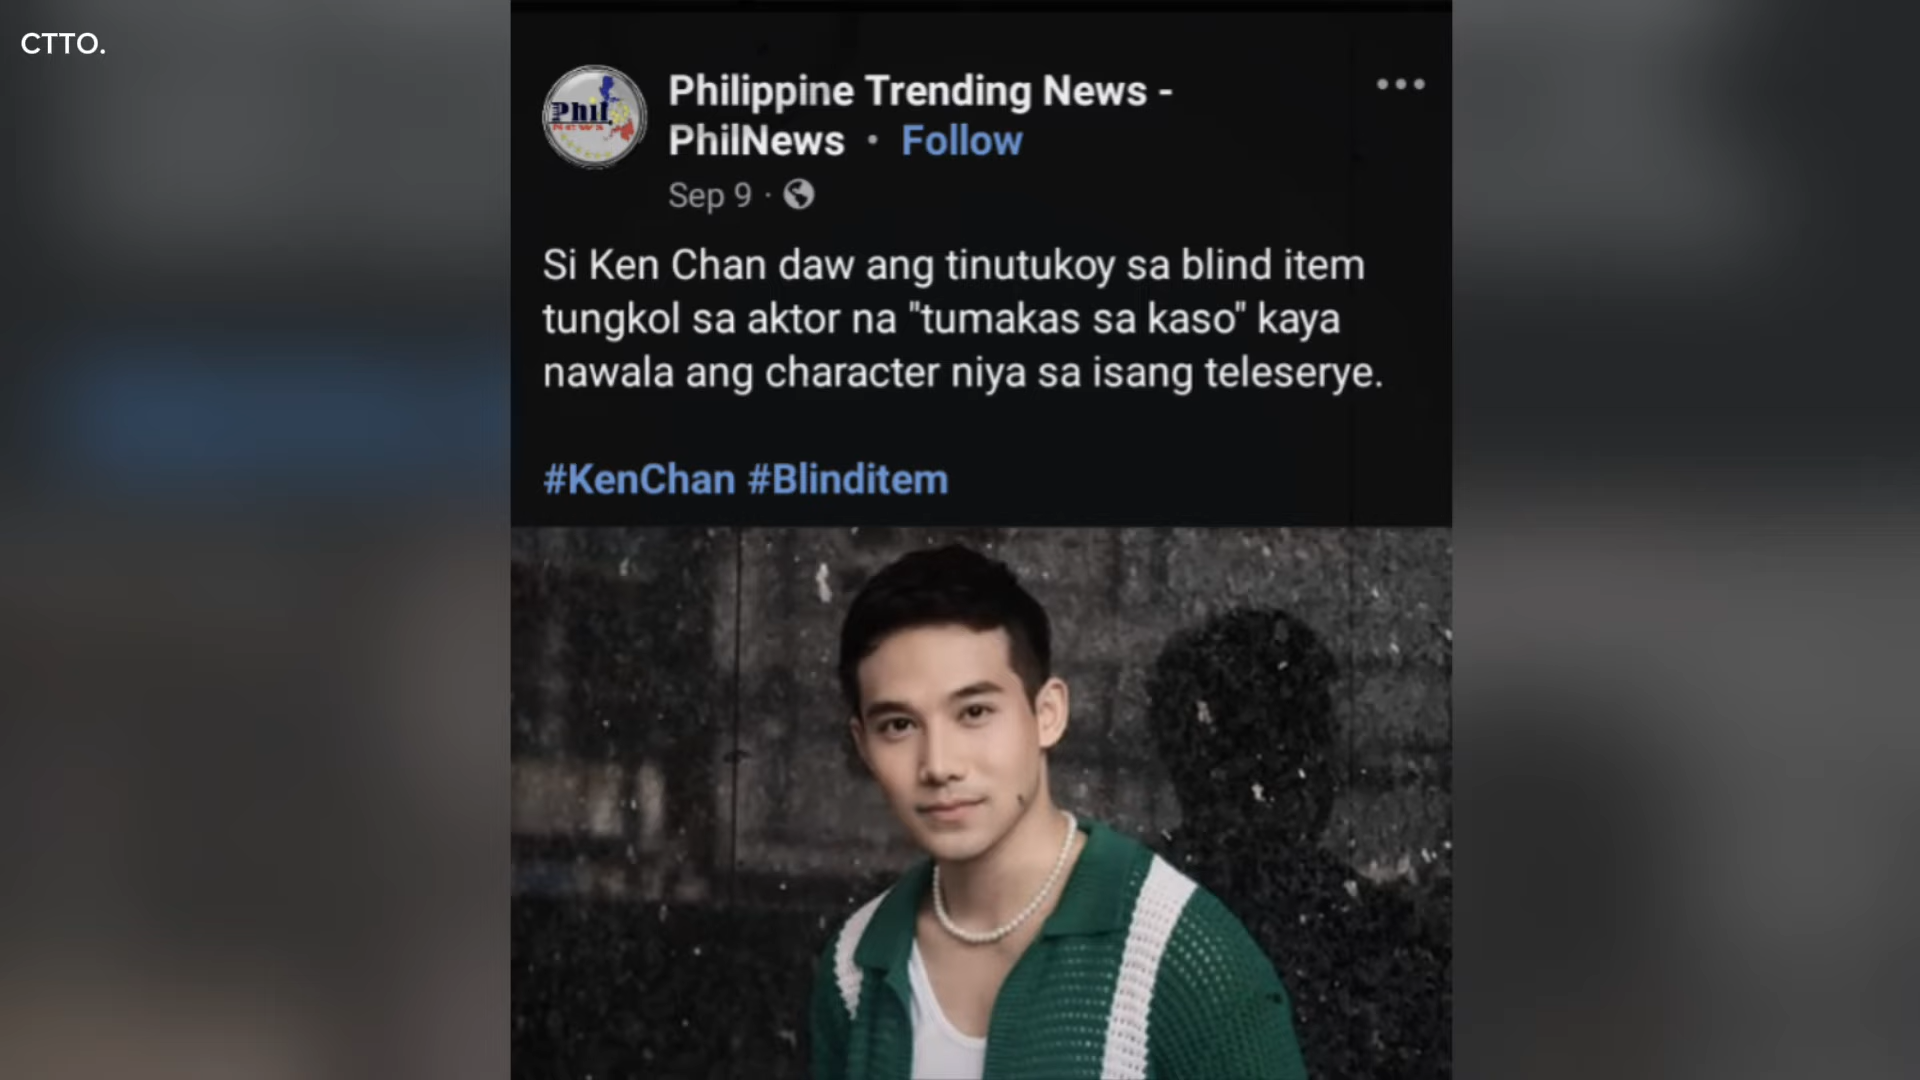 CTTO.
Philippine Trending News -
PhilNews · Follow
Sep 9 ·
Phil
Si Ken Chan daw ang tinutukoy sa blind item
tungkol sa aktor na "tumakas sa kaso" kaya
nawala ang character niya sa isang teleserye.
#KenChan #Blinditem